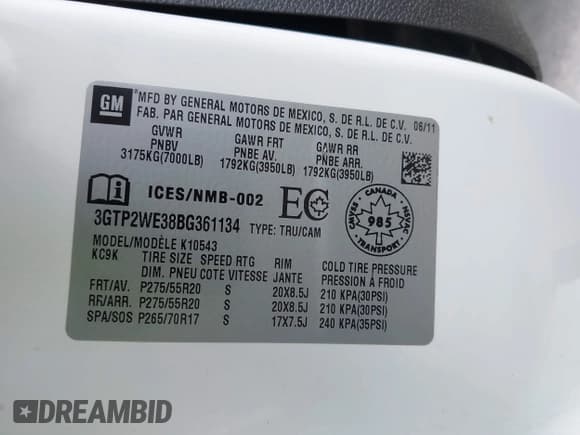 GM
*MFD BY GENERAL MOTORS DE MEXICO, S. DE R.L. DE C.V. 06/11
FAB. PAR GENERAL MOTORS DE MEXICO, S. DE R.L. DE C.V.
GVWR GAWR FRT GAWR RR
PNBV PNBE AV. PNBE ARR.
3175KG(7000LB) 1792KG(3950LB) 1792KG(3950LB)
ICES/NMB-002 EC
CANADA
985
TRANSPORT
CMVSS
NSVAC
3GTP2WE38BG361134 TYPE: TRU/CAM
MODEL/MODÈLE K10543
KC9K TIRE SIZE SPEED RTG RIM COLD TIRE PRESSURE
DIM. PNEU COTE VITESSE JANTE PRESSION À FROID
FRT/AV. P275/55R20 S 20X8.5J 210 KPA(30PSI)
RR/ARR. P275/55R20 S 20X8.5J 210 KPA(30PSI)
SPA/SOS P265/70R17 S 17X7.5J 240 KPA(35PSI)
DREAMBID